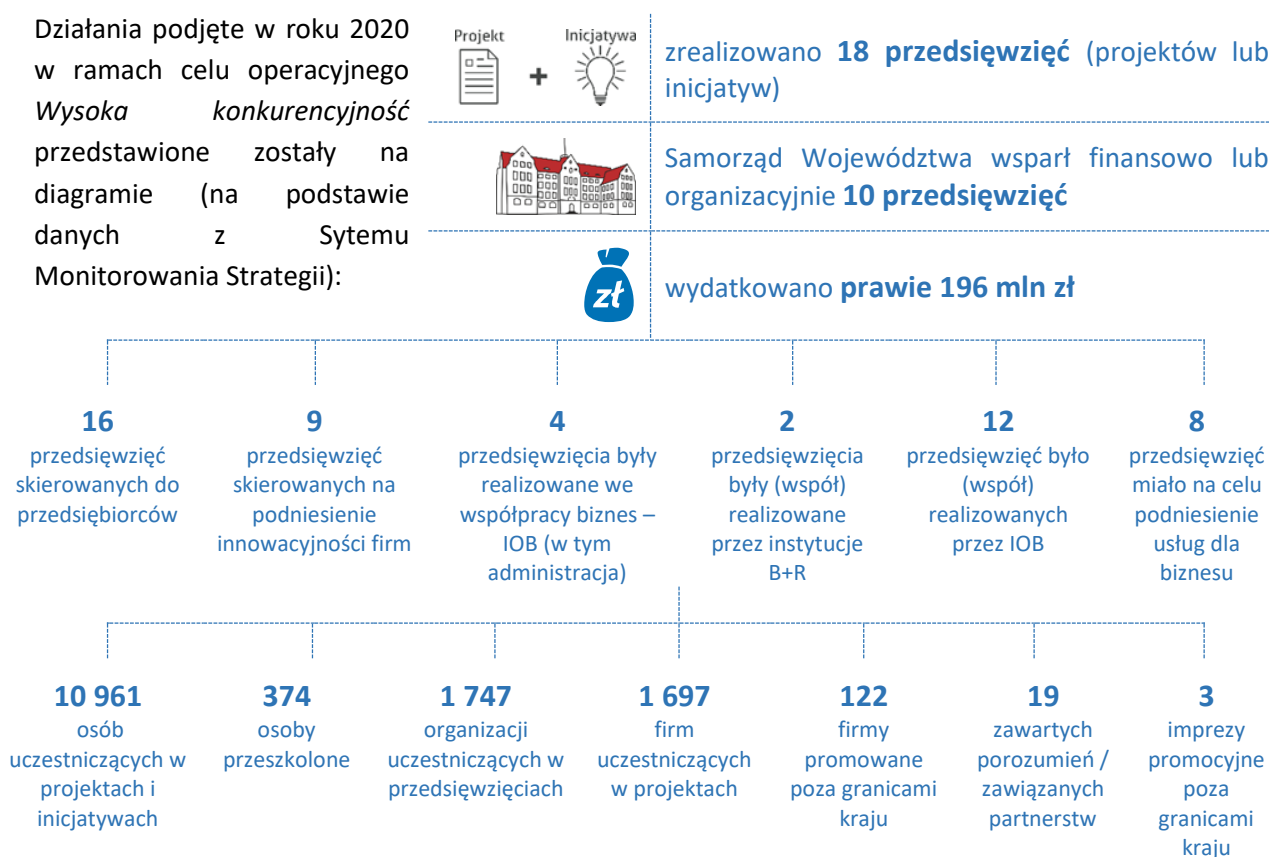 Działania podjęte w roku 2020
w ramach celu operacyjnego
Wysoka konkurencyjność
przedstawione zostały na
diagramie (na podstawie
danych z Sytemu
Monitorowania Strategii):
Projekt
+
Inicjatywa
zrealizowano 18 przedsięwzięć (projektów lub
inicjatyw)
Samorząd Województwa wsparł finansowo lub
organizacyjnie 10 przedsięwzięć
zł
wydatkowano prawie 196 mln zł
16
przedsięwzięć
skierowanych do
przedsiębiorców
9
przedsięwzięć
skierowanych na
podniesienie
innowacyjności firm
4
przedsięwzięcia były
realizowane we
współpracy biznes –
IOB (w tym
administracja)
2
przedsięwzięcia
były (współ)
realizowane
przez instytucje
B+R
12
przedsięwzięć było
(współ)
realizowanych
przez IOB
8
przedsięwzięć
miało na celu
podniesienie
usług dla
biznesu
10 961
osób
uczestniczących w
projektach i
inicjatywach
374
osoby
przeszkolone
1 747
organizacji
uczestniczących w
przedsięwzięciach
1 697
firm
uczestniczących
w projektach
122
firmy
promowane
poza granicami
kraju
19
zawartych
porozumień /
zawiązanych
partnerstw
3
imprezy
promocyjne
poza
granicami
kraju